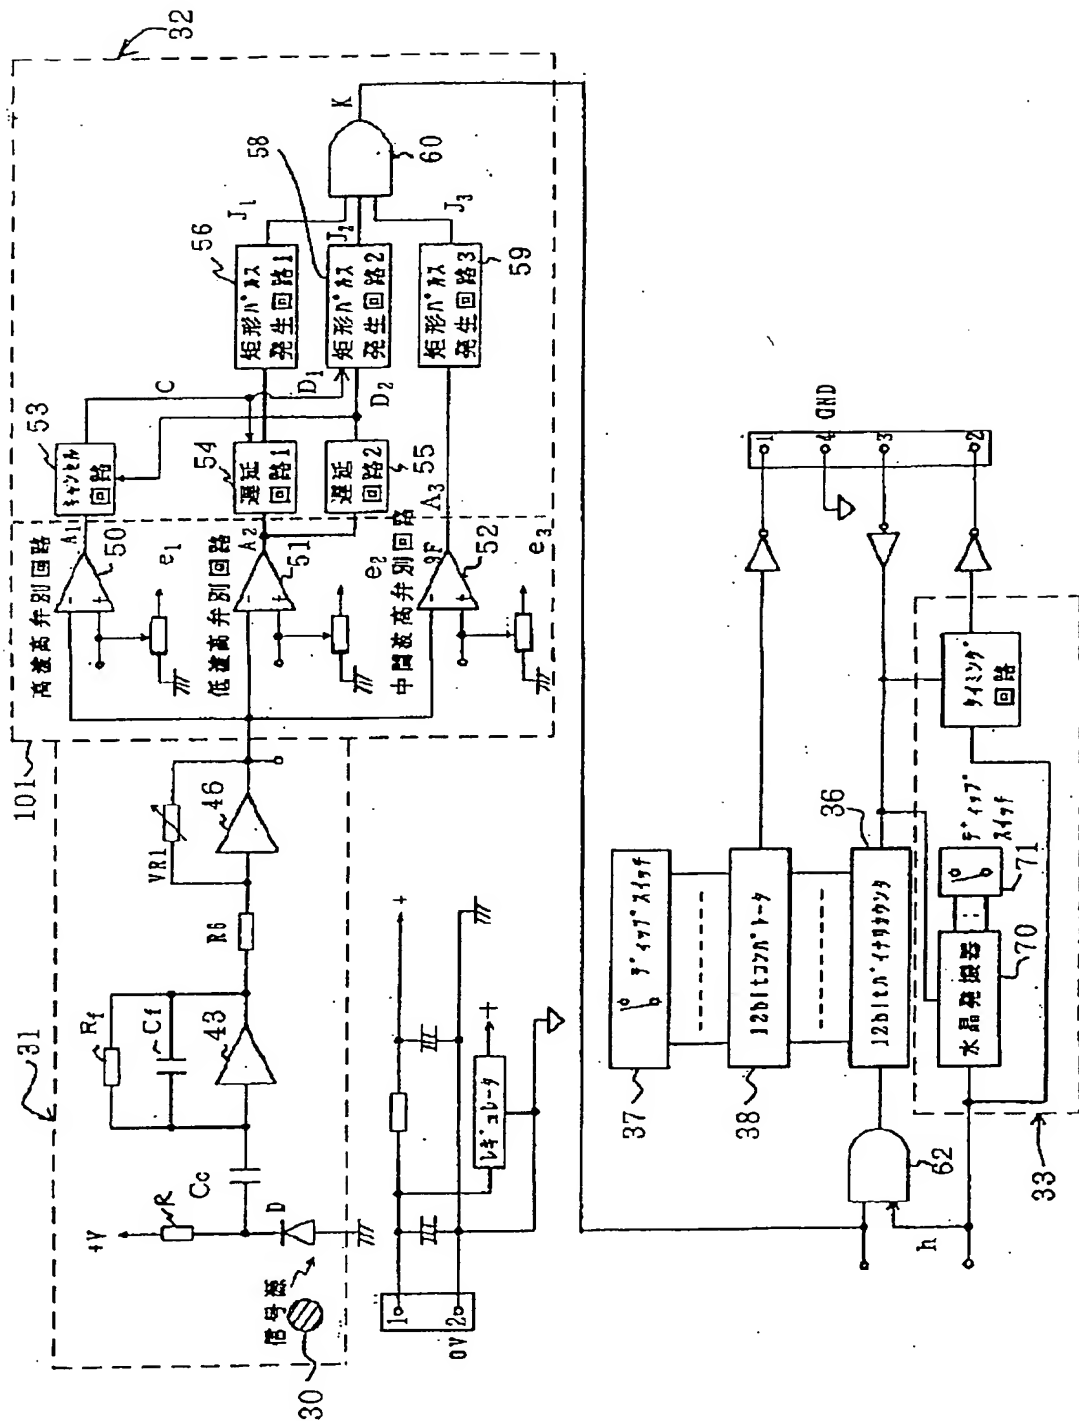 32
101
31
高波高弁別回路
A1
50
e1
53
キャンセル
回路
C
低波高弁別回路
A2
51
e2
54
遅延
回路1
遅延
回路2
55
D1
D2
56
矩形パルス
発生回路1
J1
58
矩形パルス
発生回路2
J2
中間波高弁別回路
9F
52
e3
A3
矩形パルス
発生回路3
59
J3
60
K
VR1
46
R6
Rf
Cf
43
Cc
+V
R
D
信号源
30
1
2
0V
+
レギュレータ
+
37
ディップスイッチ
38
12bitコンパレータ
36
12bitバイナリカウンタ
62
h
33
水晶発振器
70
71
ディップ
スイッチ
タイミング
回路
1
4
3
2
GND